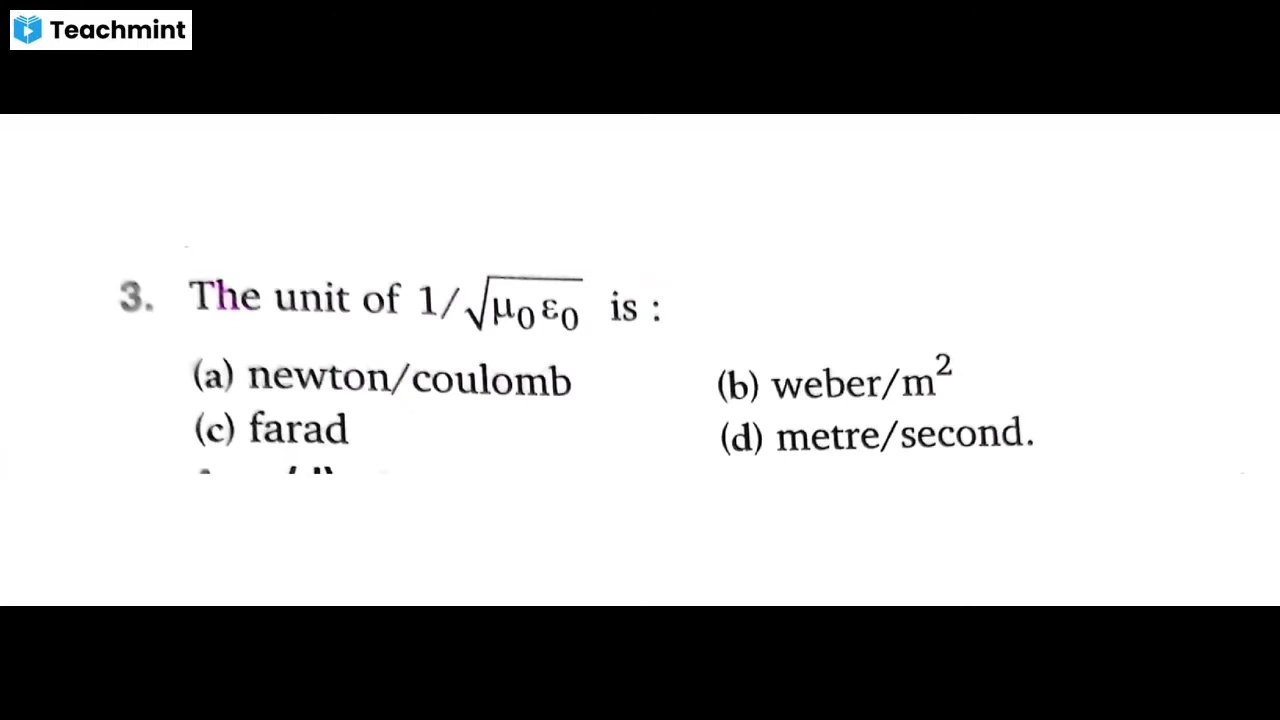 Teachmint
3. The unit of 1/√μ₀ε₀ is :
(a) newton/coulomb (b) weber/m²
(c) farad (d) metre/second.